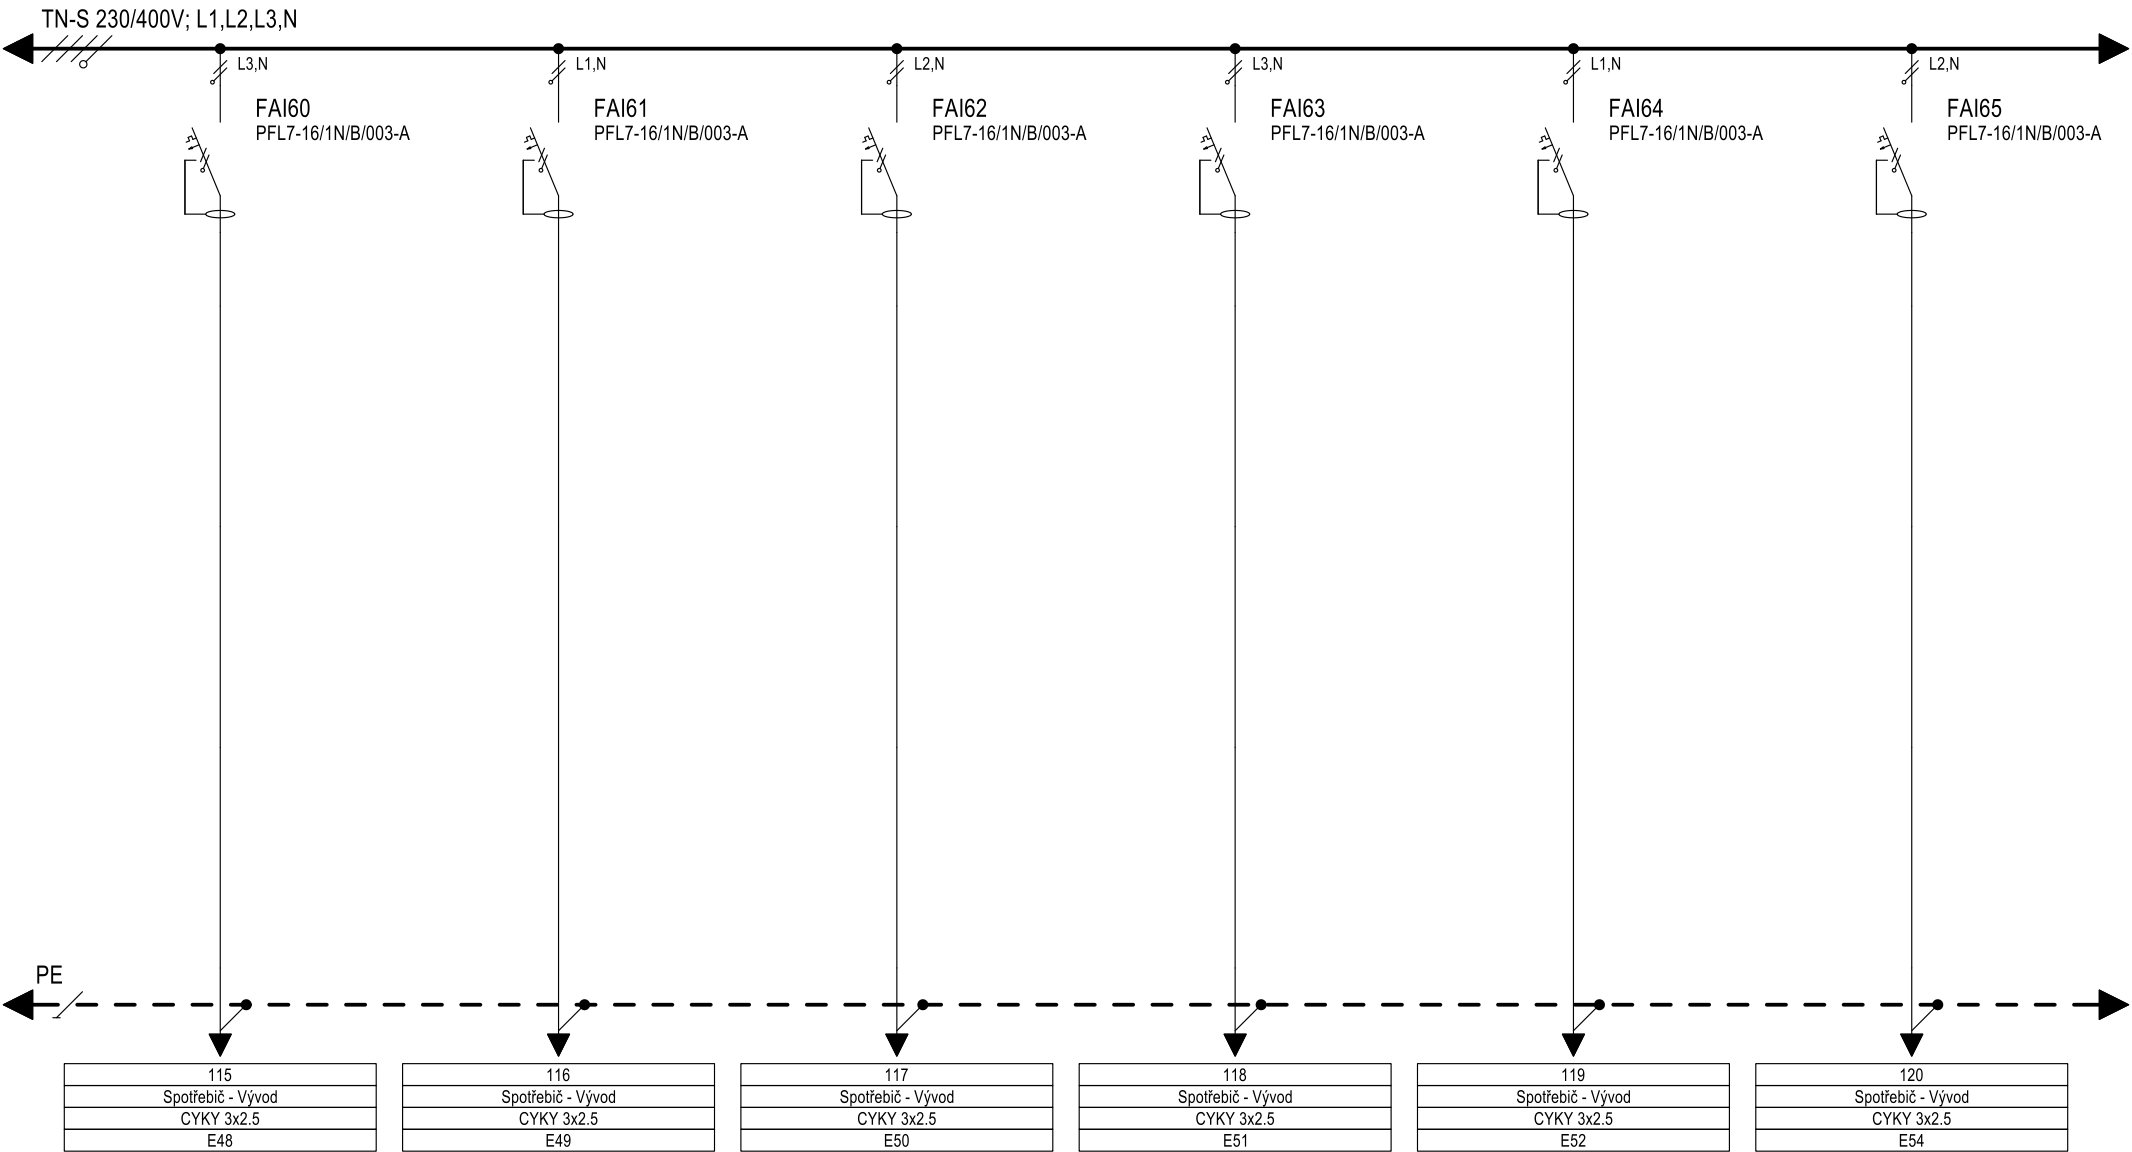 TN-S 230/400V; L1,L2,L3,N
L3,N
L1,N
L2,N
L3,N
L1,N
L2,N
FAI60
PFL7-16/1N/B/003-A
FAI61
PFL7-16/1N/B/003-A
FAI62
PFL7-16/1N/B/003-A
FAI63
PFL7-16/1N/B/003-A
FAI64
PFL7-16/1N/B/003-A
FAI65
PFL7-16/1N/B/003-A
PE
115
Spotřebič - Vývod
CYKY 3x2.5
E48
116
Spotřebič - Vývod
CYKY 3x2.5
E49
117
Spotřebič - Vývod
CYKY 3x2.5
E50
118
Spotřebič - Vývod
CYKY 3x2.5
E51
119
Spotřebič - Vývod
CYKY 3x2.5
E52
120
Spotřebič - Vývod
CYKY 3x2.5
E54